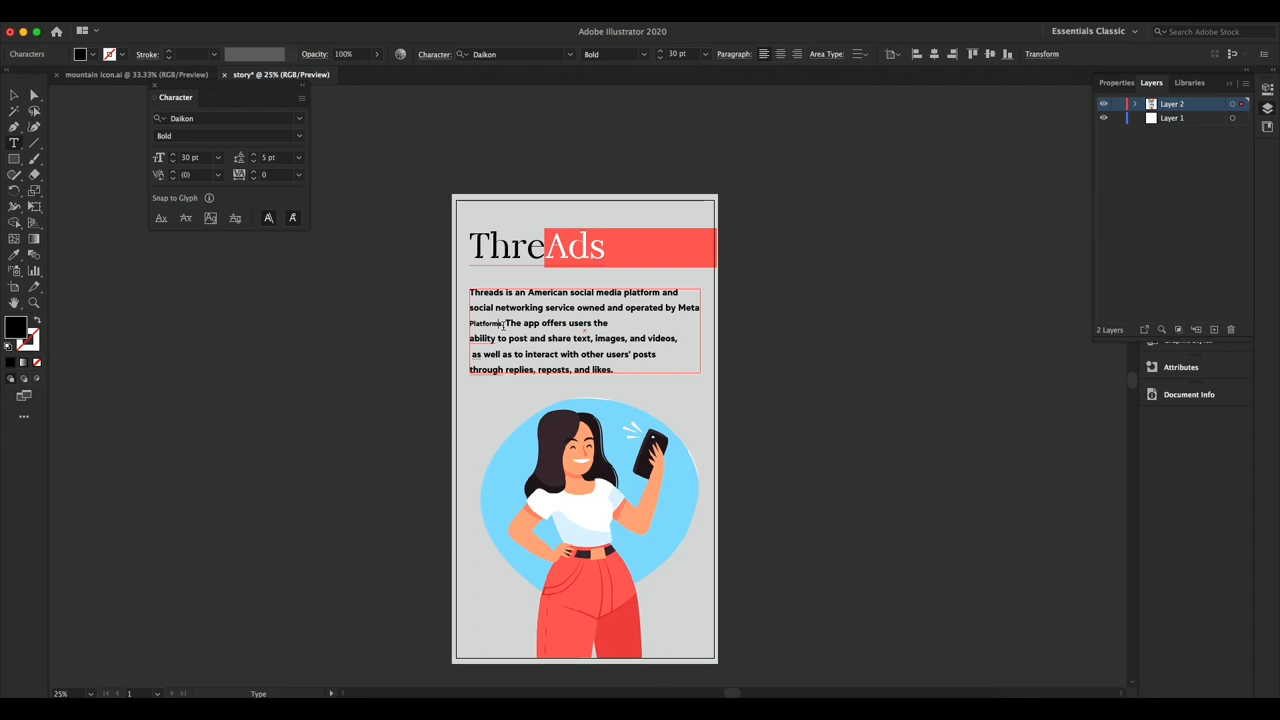 Adobe Illustrator 2020
Essentials Classic
Search Adobe Stock
Characters
Stroke:
Opacity: 100%
Character: Daikon
Bold
30 pt
Paragraph:
Area Type:
Transform
× mountain icon.ai @ 33.33% (RGB/Preview)
× story* @ 25% (RGB/Preview)
Character
Daikon
Bold
30 pt
5 pt
(0)
0
Snap to Glyph
Properties
Layers
Libraries
Layer 2
Layer 1
2 Layers
Attributes
Document Info
ThreAds
Threads is an American social media platform and
social networking service owned and operated by Meta
The app offers users the
ability to post and share text, images, and videos,
as well as to interact with other users' posts
through replies, reposts, and likes.
25%
1
Type